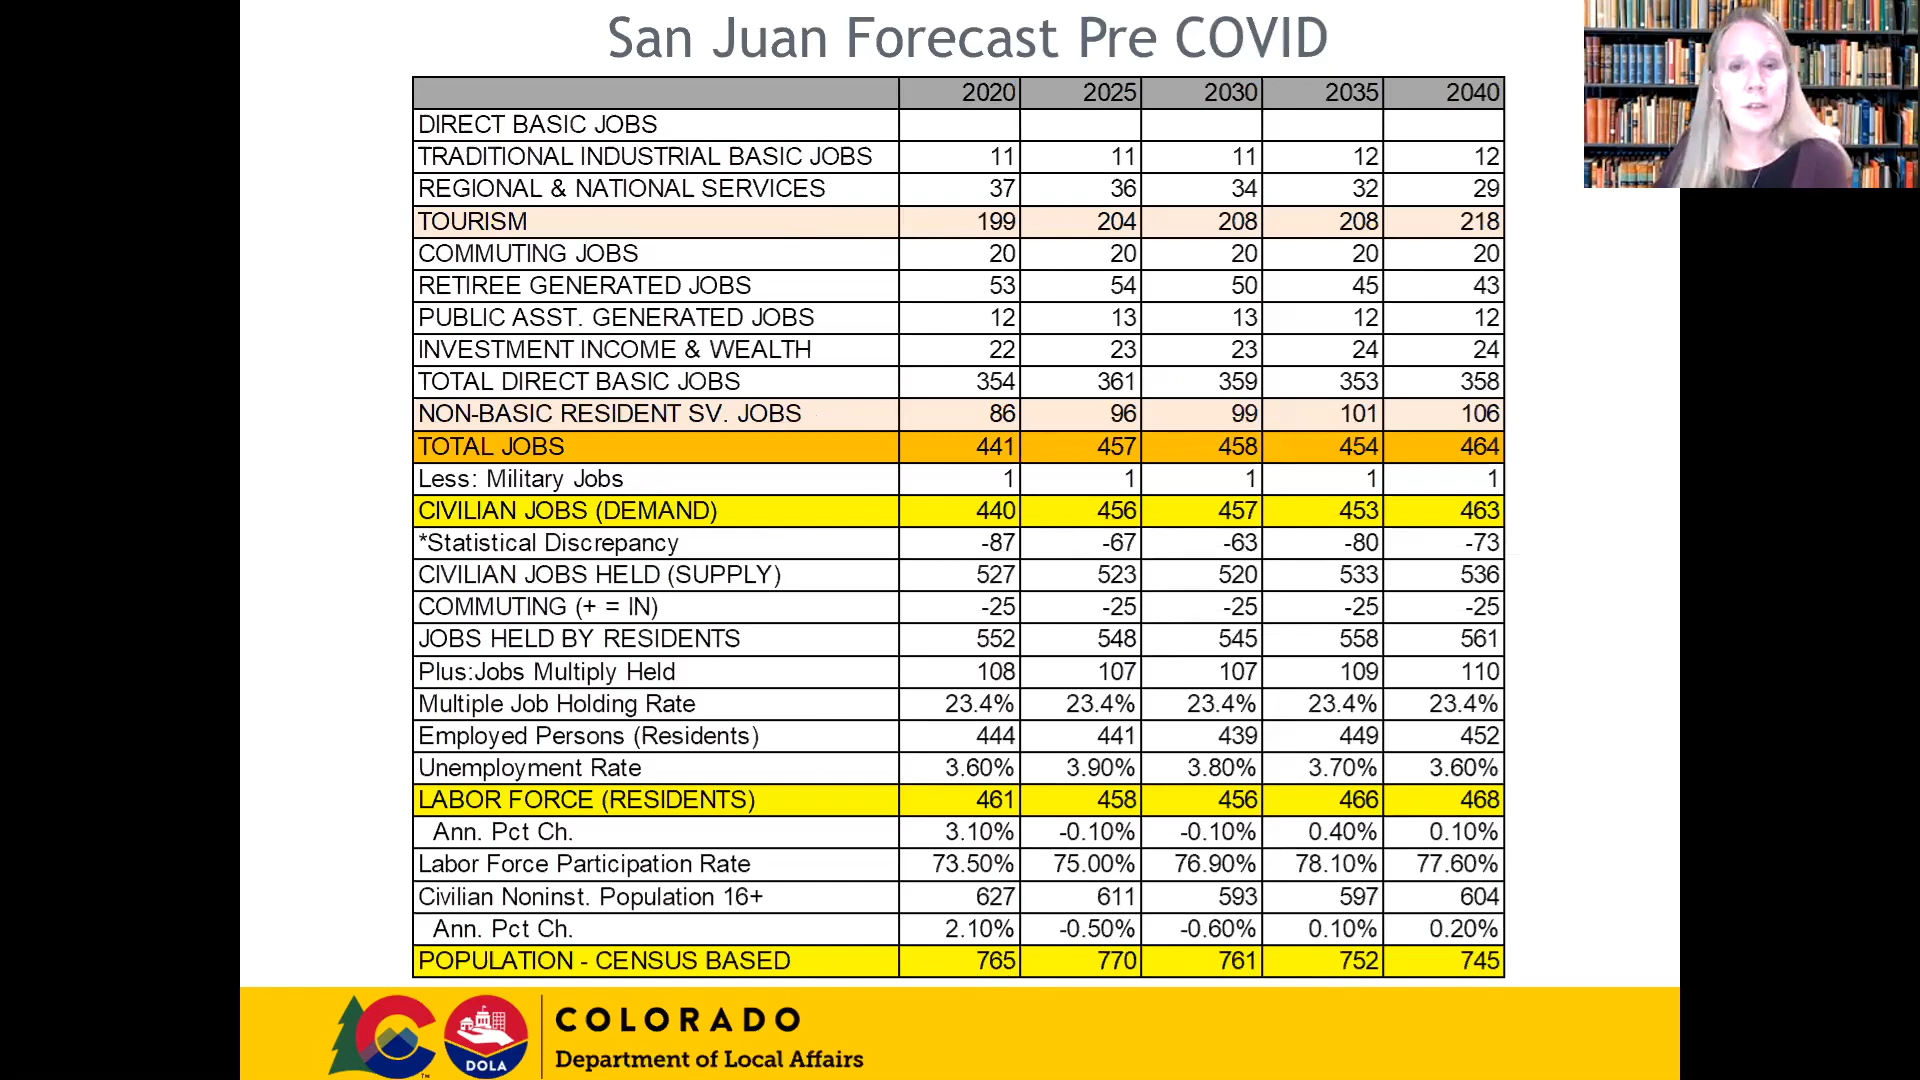 San Juan Forecast Pre COVID
2020 2025 2030 2035 2040
DIRECT BASIC JOBS
TRADITIONAL INDUSTRIAL BASIC JOBS 11 11 11 12 12
REGIONAL & NATIONAL SERVICES 37 36 34 32 29
TOURISM 199 204 208 208 218
COMMUTING JOBS 20 20 20 20 20
RETIREE GENERATED JOBS 53 54 50 45 43
PUBLIC ASST. GENERATED JOBS 12 13 13 12 12
INVESTMENT INCOME & WEALTH 22 23 23 24 24
TOTAL DIRECT BASIC JOBS 354 361 359 353 358
NON-BASIC RESIDENT SV. JOBS 86 96 99 101 106
TOTAL JOBS 441 457 458 454 464
Less: Military Jobs 1 1 1 1 1
CIVILIAN JOBS (DEMAND) 440 456 457 453 463
*Statistical Discrepancy -87 -67 -63 -80 -73
CIVILIAN JOBS HELD (SUPPLY) 527 523 520 533 536
COMMUTING (+ = IN) -25 -25 -25 -25 -25
JOBS HELD BY RESIDENTS 552 548 545 558 561
Plus:Jobs Multiply Held 108 107 107 109 110
Multiple Job Holding Rate 23.4% 23.4% 23.4% 23.4% 23.4%
Employed Persons (Residents) 444 441 439 449 452
Unemployment Rate 3.60% 3.90% 3.80% 3.70% 3.60%
LABOR FORCE (RESIDENTS) 461 458 456 466 468
Ann. Pct Ch. 3.10% -0.10% -0.10% 0.40% 0.10%
Labor Force Participation Rate 73.50% 75.00% 76.90% 78.10% 77.60%
Civilian Noninst. Population 16+ 627 611 593 597 604
Ann. Pct Ch. 2.10% -0.50% -0.60% 0.10% 0.20%
POPULATION - CENSUS BASED 765 770 761 752 745
DOLA
TM
COLORADO
Department of Local Affairs